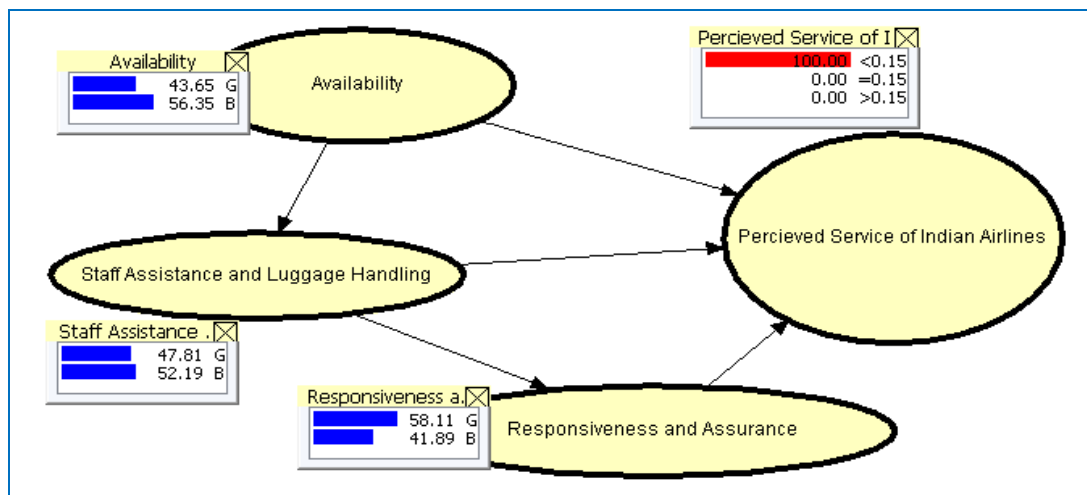 Availability
43.65 G
56.35 B
Availability
Percieved Service of I
100.00 <0.15
0.00 =0.15
0.00 >0.15
Percieved Service of Indian Airlines
Staff Assistance and Luggage Handling
Staff Assistance .
47.81 G
52.19 B
Responsiveness a.
58.11 G
41.89 B
Responsiveness and Assurance